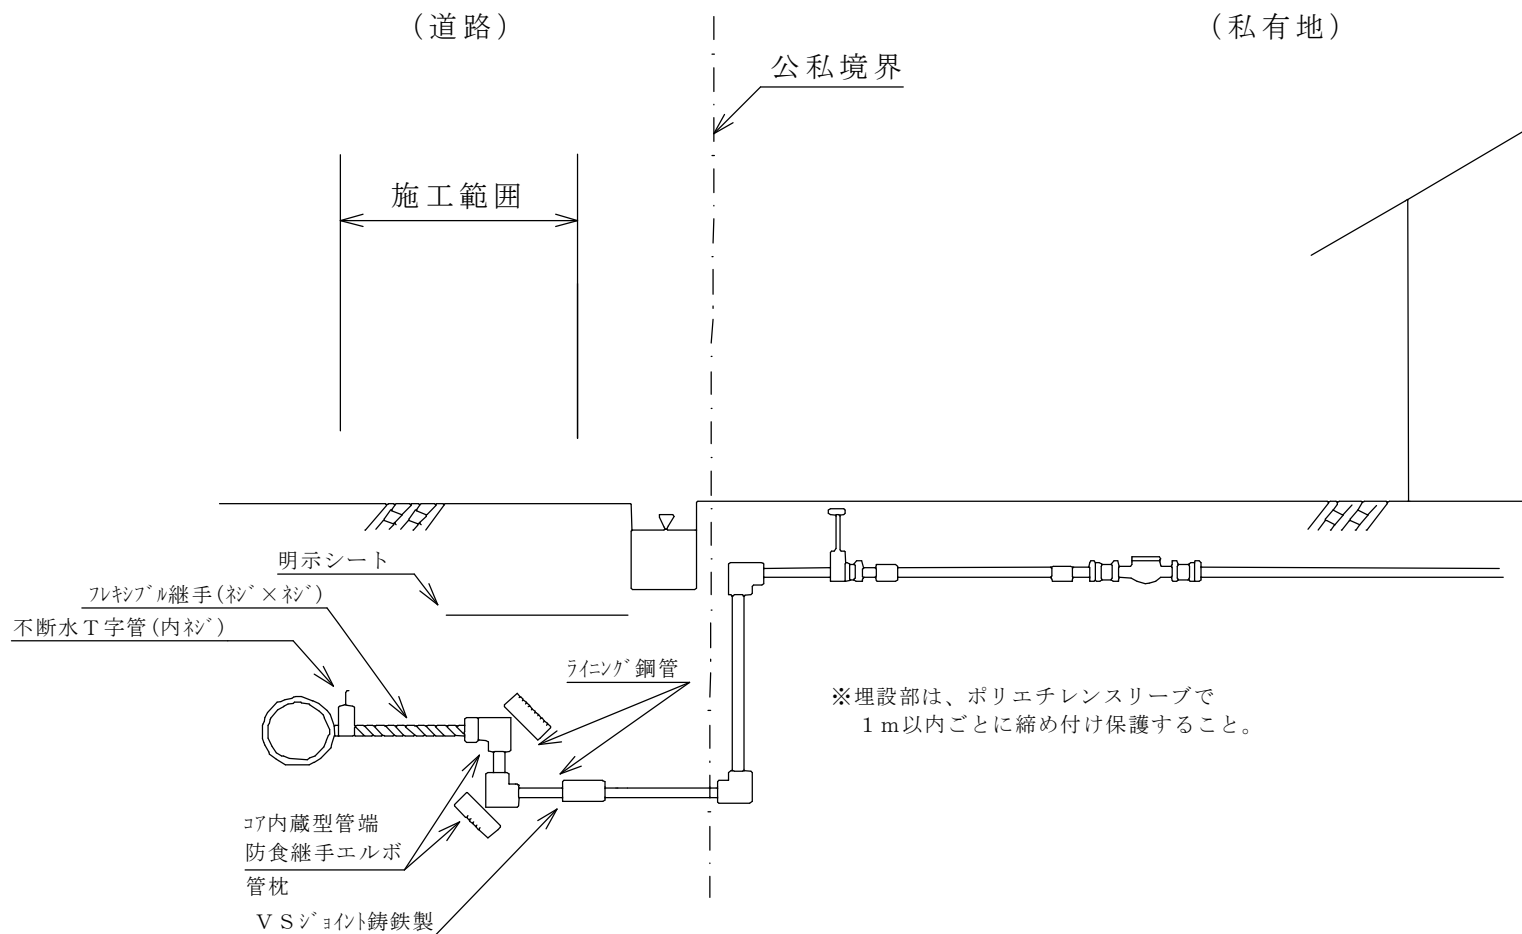 （道路）
（私有地）
公私境界
施工範囲
明示シート
ﾌﾚｷｼﾌﾞﾙ継手(ﾈｼﾞ×ﾈｼﾞ)
不断水Ｔ字管(内ﾈｼﾞ)
ﾗｲﾆﾝｸﾞ鋼管
※埋設部は、ポリエチレンスリーブで
１ｍ以内ごとに締め付け保護すること。
ｺｱ内蔵型管端
防食継手エルボ
管枕
ＶＳｼﾞｮｲﾝﾄ鋳鉄製